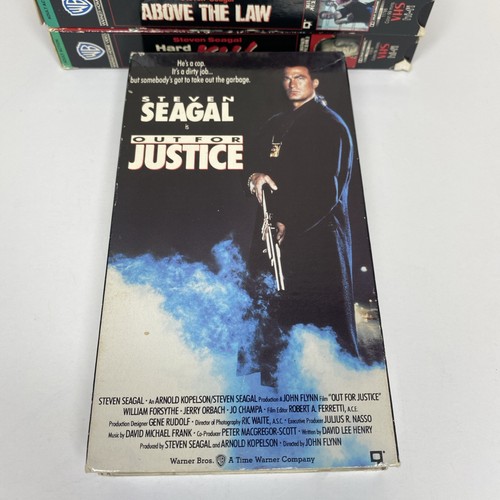 ABOVE THE LAW
Steven Seagal
Hard
He's a cop.
It's a dirty job...
but somebody's got to take out the garbage.
STEVEN
SEAGAL
is
OUT FOR
JUSTICE
STEVEN SEAGAL · An ARNOLD KOPELSON/STEVEN SEAGAL Production A JOHN FLYNN Film "OUT FOR JUSTICE"
WILLIAM FORSYTHE · JERRY ORBACH · JO CHAMPA · Film Editor ROBERT A. FERRETTI, A.C.E.
Production Designer GENE RUDOLF · Director of Photography RIC WAITE, A.S.C. · Executive Producer JULIUS R. NASSO
Music by DAVID MICHAEL FRANK · Co-Producer PETER MACGREGOR-SCOTT · Written by DAVID LEE HENRY
Produced by STEVEN SEAGAL and ARNOLD KOPELSON · Directed by JOHN FLYNN
Warner Bros. WB A Time Warner Company